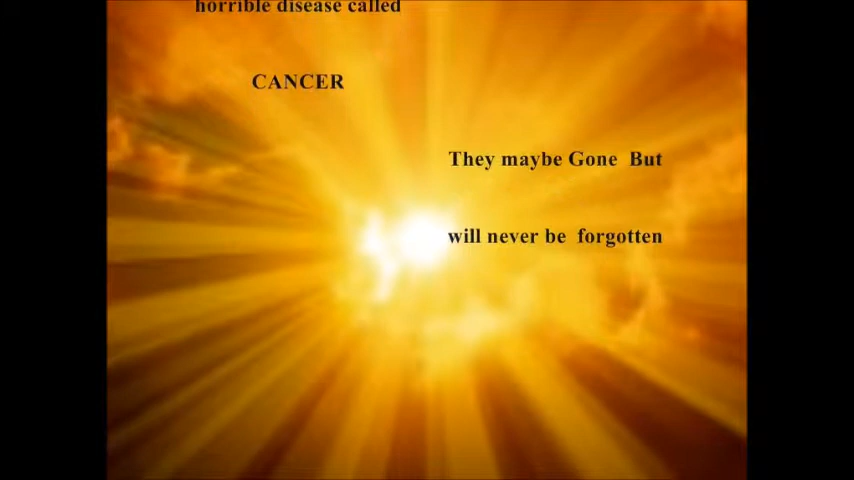 horrible disease called
CANCER
They maybe Gone But
will never be forgotten